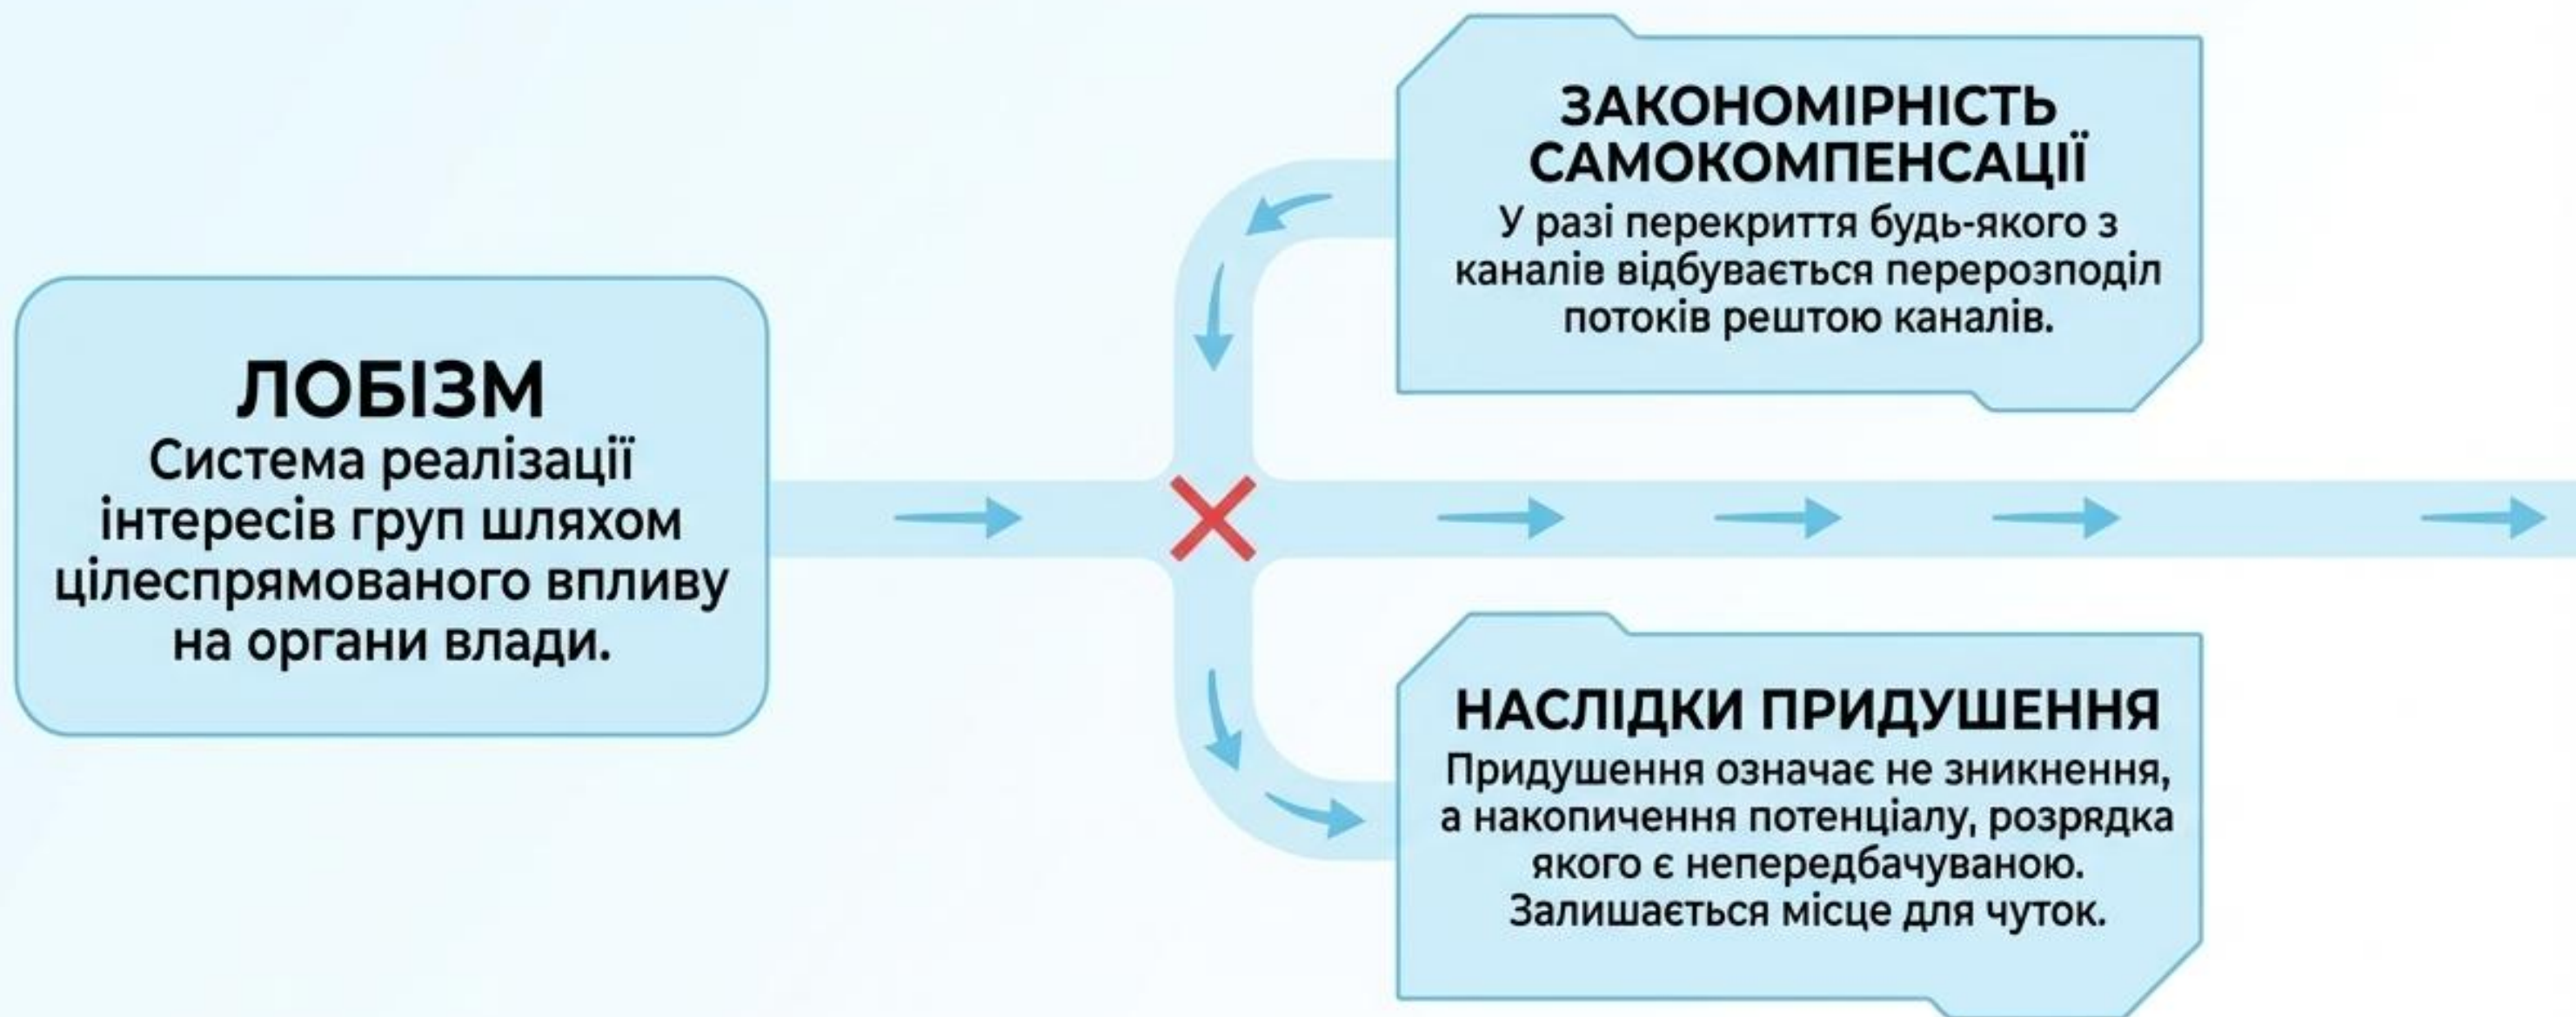 ЛОБІЗМ
Система реалізації
інтересів груп шляхом
цілеспрямованого впливу
на органи влади.
ЗАКОНОМІРНІСТЬ
САМОКОМПЕНСАЦІЇ
У разі перекриття будь-якого з
каналів відбувається перерозподіл
потоків рештою каналів.
НАСЛІДКИ ПРИДУШЕННЯ
Придушення означає не зникнення,
а накопичення потенціалу, розрядка
якого є непередбачуваною.
Залишається місце для чуток.